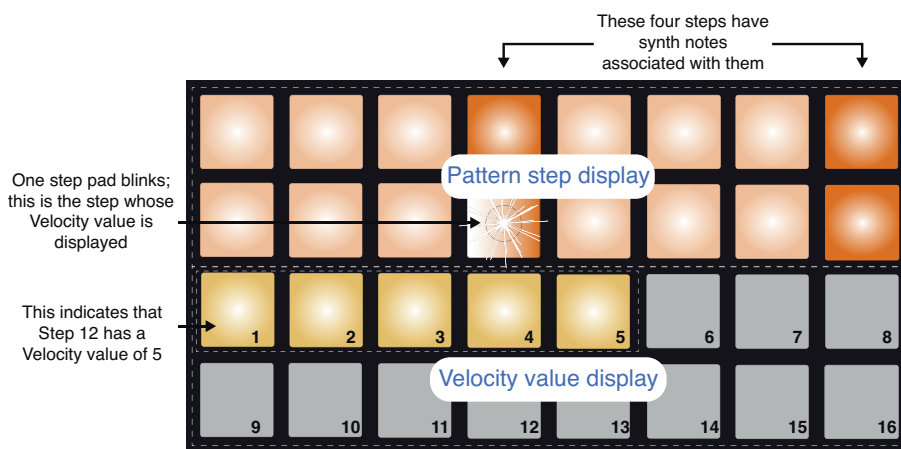 These four steps have
synth notes
associated with them
One step pad blinks;
this is the step whose
Velocity value is
displayed
Pattern step display
This indicates that
Step 12 has a
Velocity value of 5
1 2 3 4 5 6 7 8
Velocity value display
9 10 11 12 13 14 15 16